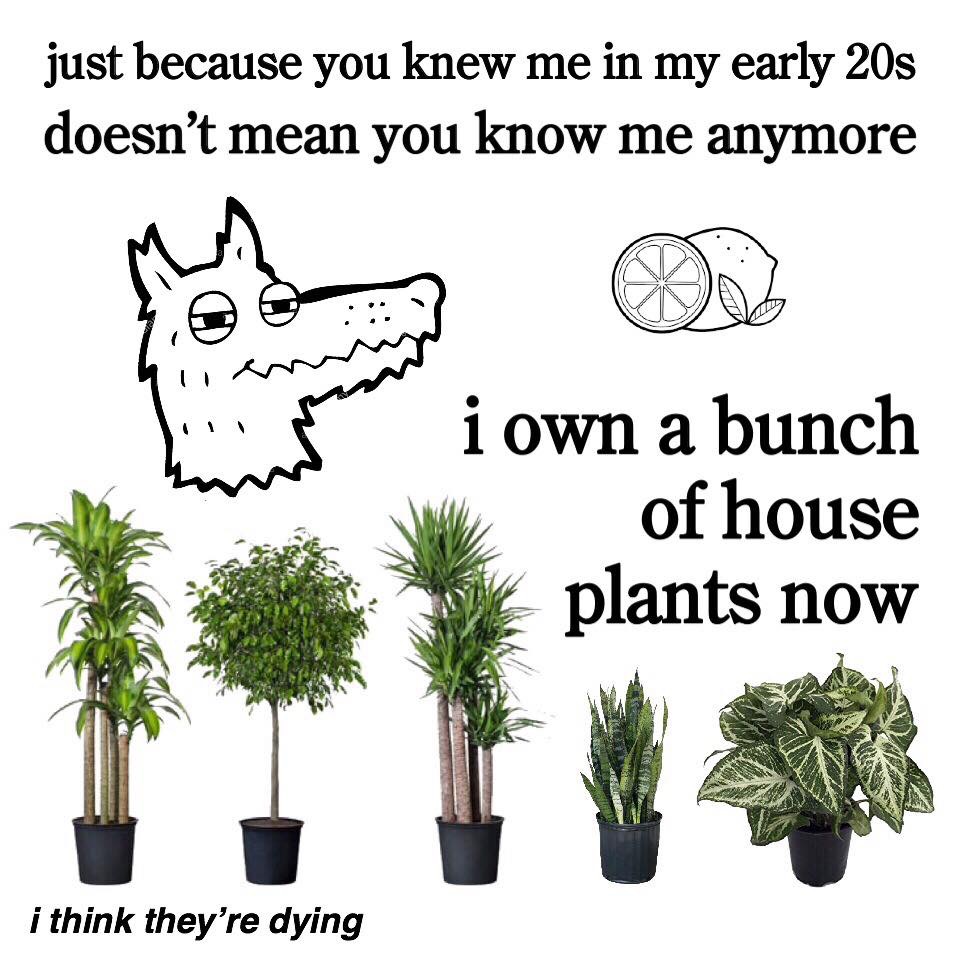 just because you knew me in my early 20s
doesn’t mean you know me anymore
i own a bunch
of house
plants now
i think they’re dying